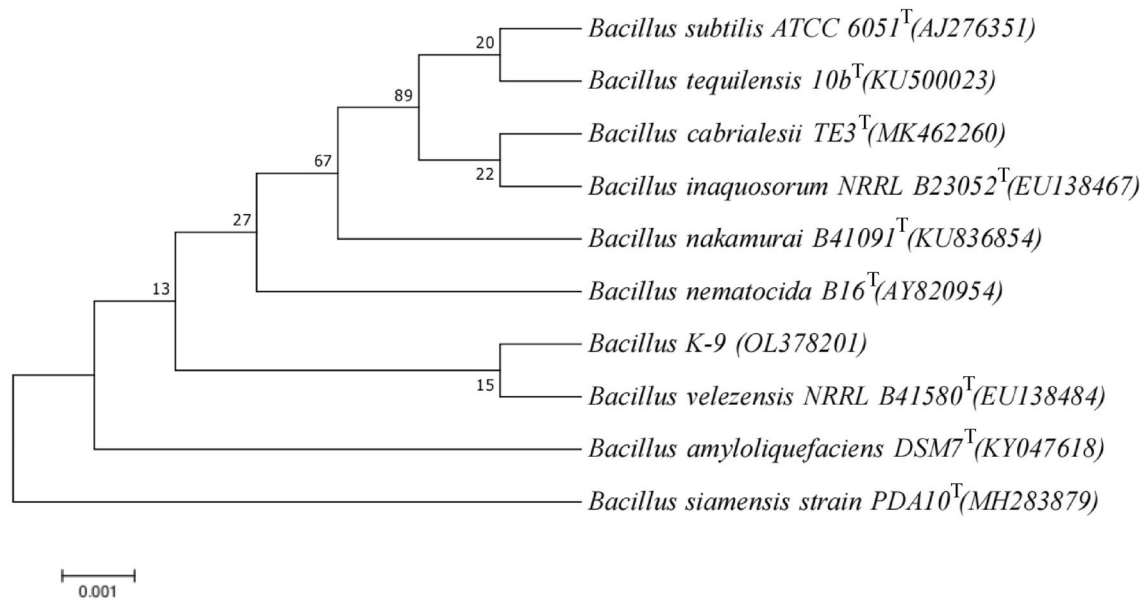 Bacillus subtilis ATCC 6051ᵀ(AJ276351)
20
Bacillus tequilensis 10bᵀ(KU500023)
89
Bacillus cabrialesii TE3ᵀ(MK462260)
67
22
Bacillus inaquosorum NRRL B23052ᵀ(EU138467)
27
Bacillus nakamurai B41091ᵀ(KU836854)
13
Bacillus nematocida B16ᵀ(AY820954)
Bacillus K-9 (OL378201)
15
Bacillus velezensis NRRL B41580ᵀ(EU138484)
Bacillus amyloliquefaciens DSM7ᵀ(KY047618)
Bacillus siamensis strain PDA10ᵀ(MH283879)
0.001